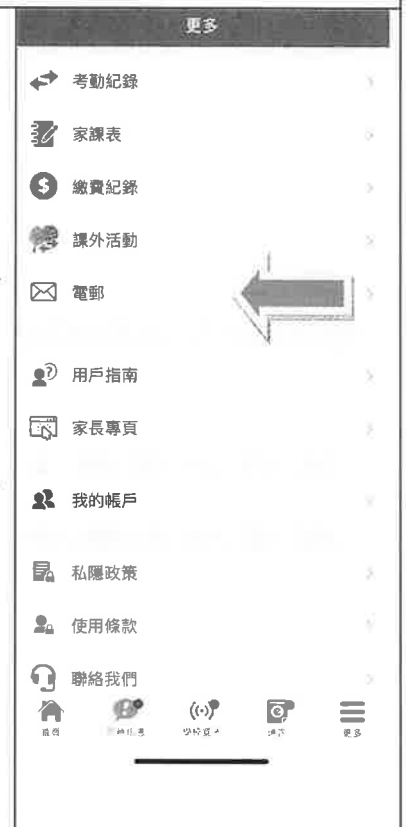 更多
考勤紀錄
家課表
繳費紀錄
課外活動
電郵
用戶指南
家長專頁
我的帳戶
私隱政策
使用條款
聯絡我們
更多